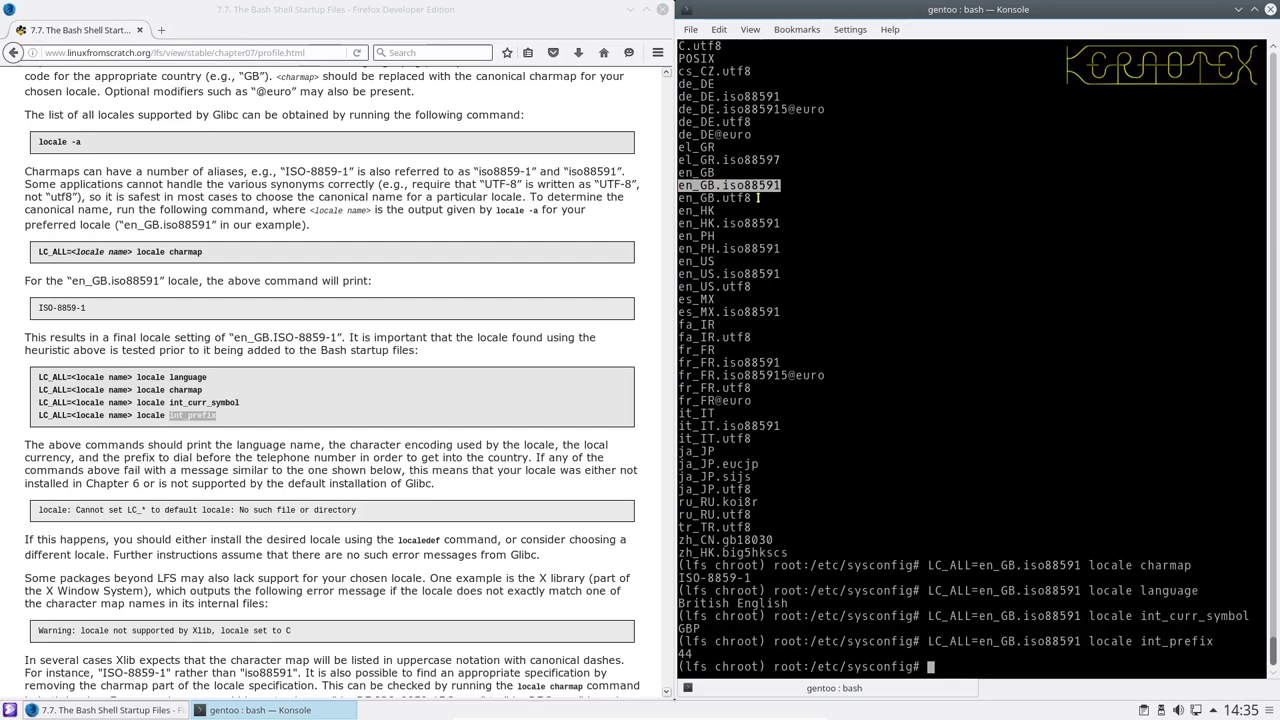 7.7. The Bash Shell Startup Files - Firefox Developer Edition
7.7. The Bash Shell Start...
www.linuxfromscratch.org/lfs/view/stable/chapter07/profile.html
Search
code for the appropriate country (e.g., “GB”). <charmap> should be replaced with the canonical charmap for your
chosen locale. Optional modifiers such as “@euro” may also be present.
The list of all locales supported by Glibc can be obtained by running the following command:
locale -a
Charmaps can have a number of aliases, e.g., “ISO-8859-1” is also referred to as “iso8859-1” and “iso88591”.
Some applications cannot handle the various synonyms correctly (e.g., require that “UTF-8” is written as “UTF-8”,
not “utf8”), so it is safest in most cases to choose the canonical name for a particular locale. To determine the
canonical name, run the following command, where <locale name> is the output given by locale -a for your
preferred locale (“en_GB.iso88591” in our example).
LC_ALL=<locale name> locale charmap
For the “en_GB.iso88591” locale, the above command will print:
ISO-8859-1
This results in a final locale setting of “en_GB.ISO-8859-1”. It is important that the locale found using the
heuristic above is tested prior to it being added to the Bash startup files:
LC_ALL=<locale name> locale language
LC_ALL=<locale name> locale charmap
LC_ALL=<locale name> locale int_curr_symbol
LC_ALL=<locale name> locale int_prefix
The above commands should print the language name, the character encoding used by the locale, the local
currency, and the prefix to dial before the telephone number in order to get into the country. If any of the
commands above fail with a message similar to the one shown below, this means that your locale was either not
installed in Chapter 6 or is not supported by the default installation of Glibc.
locale: Cannot set LC_* to default locale: No such file or directory
If this happens, you should either install the desired locale using the localedef command, or consider choosing a
different locale. Further instructions assume that there are no such error messages from Glibc.
Some packages beyond LFS may also lack support for your chosen locale. One example is the X library (part of
the X Window System), which outputs the following error message if the locale does not exactly match one of
the character map names in its internal files:
Warning: locale not supported by Xlib, locale set to C
In several cases Xlib expects that the character map will be listed in uppercase notation with canonical dashes.
For instance, "ISO-8859-1" rather than "iso88591". It is also possible to find an appropriate specification by
removing the charmap part of the locale specification. This can be checked by running the locale charmap command
gentoo : bash — Konsole
File Edit View Bookmarks Settings Help
KERAOTEX
C.utf8
POSIX
cs_CZ.utf8
de_DE
de_DE.iso88591
de_DE.iso885915@euro
de_DE.utf8
de_DE@euro
el_GR
el_GR.iso88597
en_GB
en_GB.iso88591
en_GB.utf8
en_HK
en_HK.iso88591
en_PH
en_PH.iso88591
en_US
en_US.iso88591
en_US.utf8
es_MX
es_MX.iso88591
fa_IR
fa_IR.utf8
fr_FR
fr_FR.iso88591
fr_FR.iso885915@euro
fr_FR.utf8
fr_FR@euro
it_IT
it_IT.iso88591
it_IT.utf8
ja_JP
ja_JP.eucjp
ja_JP.sijs
ja_JP.utf8
ru_RU.koi8r
ru_RU.utf8
tr_TR.utf8
zh_CN.gb18030
zh_HK.big5hkscs
(lfs chroot) root:/etc/sysconfig# LC_ALL=en_GB.iso88591 locale charmap
ISO-8859-1
(lfs chroot) root:/etc/sysconfig# LC_ALL=en_GB.iso88591 locale language
British English
(lfs chroot) root:/etc/sysconfig# LC_ALL=en_GB.iso88591 locale int_curr_symbol
GBP
(lfs chroot) root:/etc/sysconfig# LC_ALL=en_GB.iso88591 locale int_prefix
44
(lfs chroot) root:/etc/sysconfig#
gentoo : bash
7.7. The Bash Shell Startup Files - Fi
gentoo : bash — Konsole
14:35